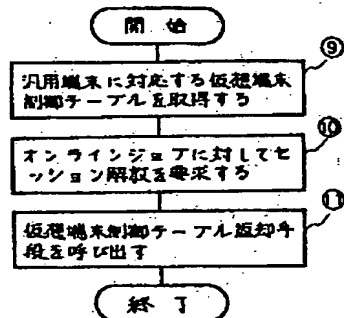 開始
⑨
汎用端末に対応する仮想端末
制御テーブルを取得する
⑩
オンラインジョブに対してセ
ッション解放を要求する
⑪
仮想端末制御テーブル返却手
段を呼び出す
終了